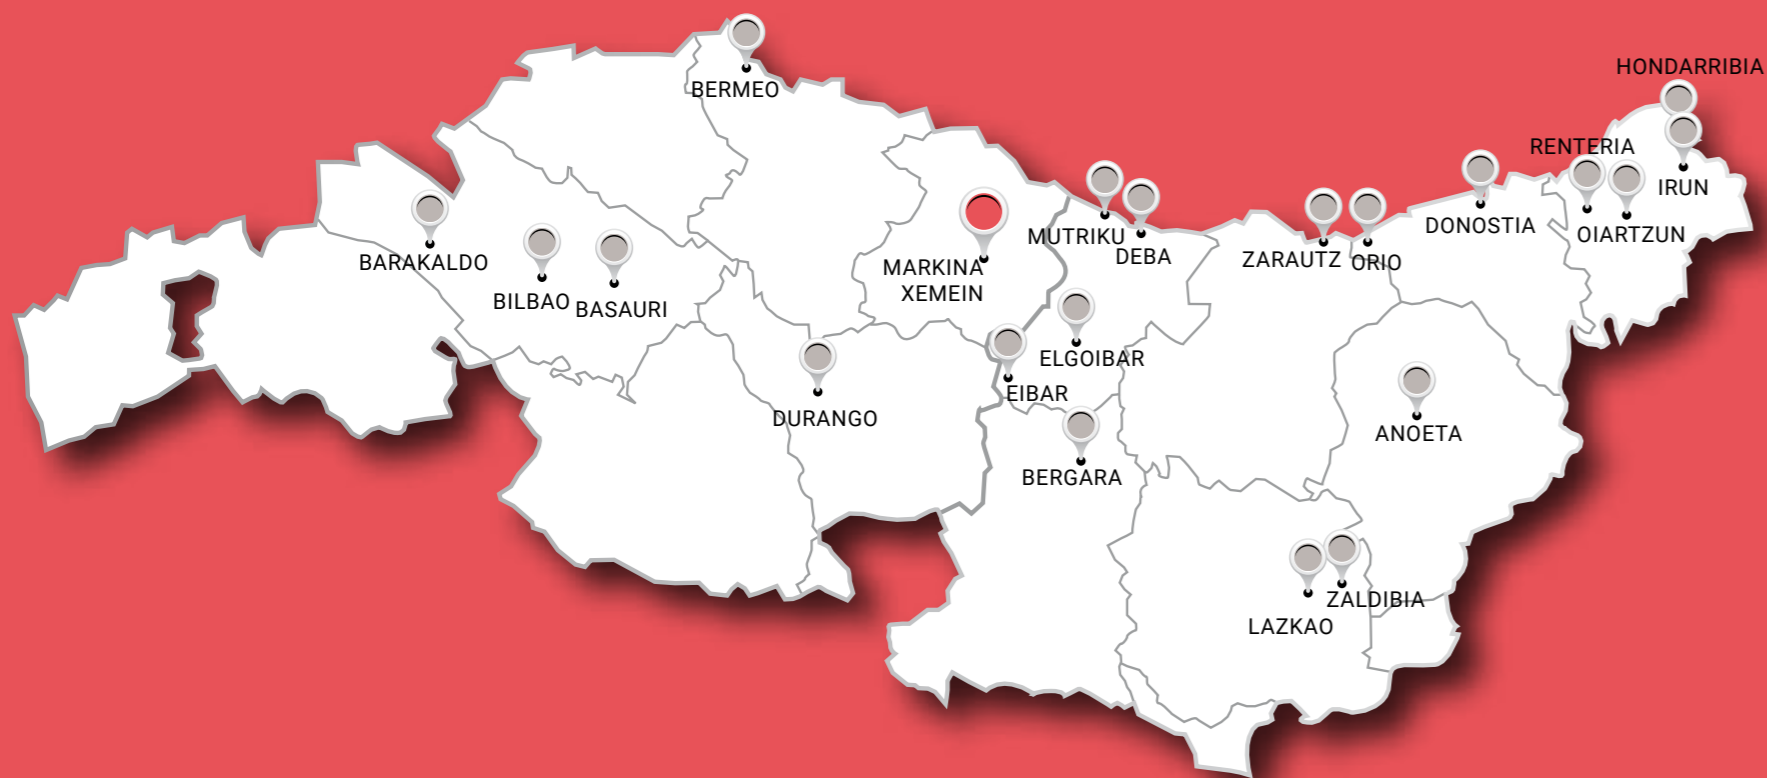 BERMEO
HONDARRIBIA
RENTERIA
IRUN
BARAKALDO
BILBAO
BASAURI
MARKINA
XEMEIN
MUTRIKU
DEBA
ZARAUTZ
ORIO
DONOSTIA
OIARTZUN
ELGOIBAR
EIBAR
DURANGO
BERGARA
ANOETA
ZALDIBIA
LAZKAO